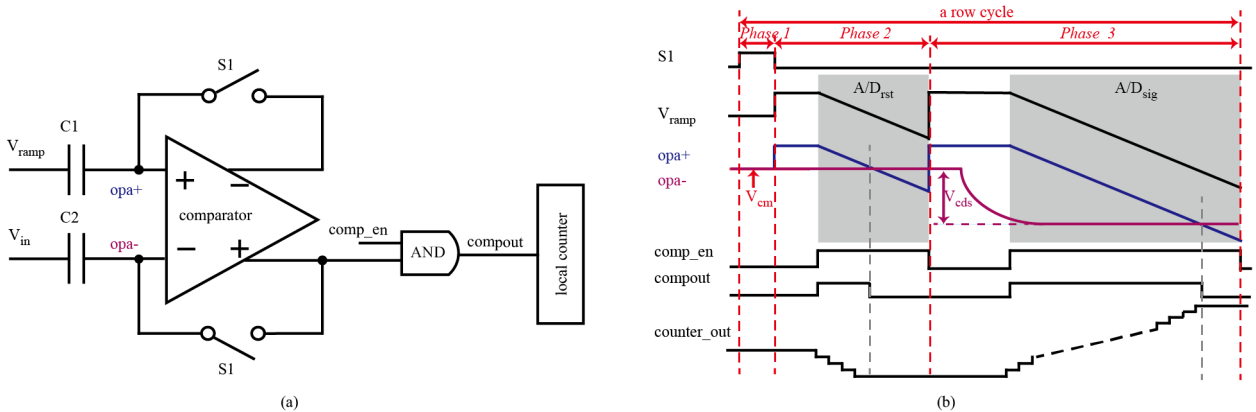 S1
C1
V_ramp
opa+
+
−
comparator
C2
V_in
opa-
−
+
comp_en
AND
compout
local counter
S1
(a)
a row cycle
Phase 1
Phase 2
Phase 3
S1
A/D_rst
A/D_sig
V_ramp
opa+
opa-
V_cm
V_cds
comp_en
compout
counter_out
(b)